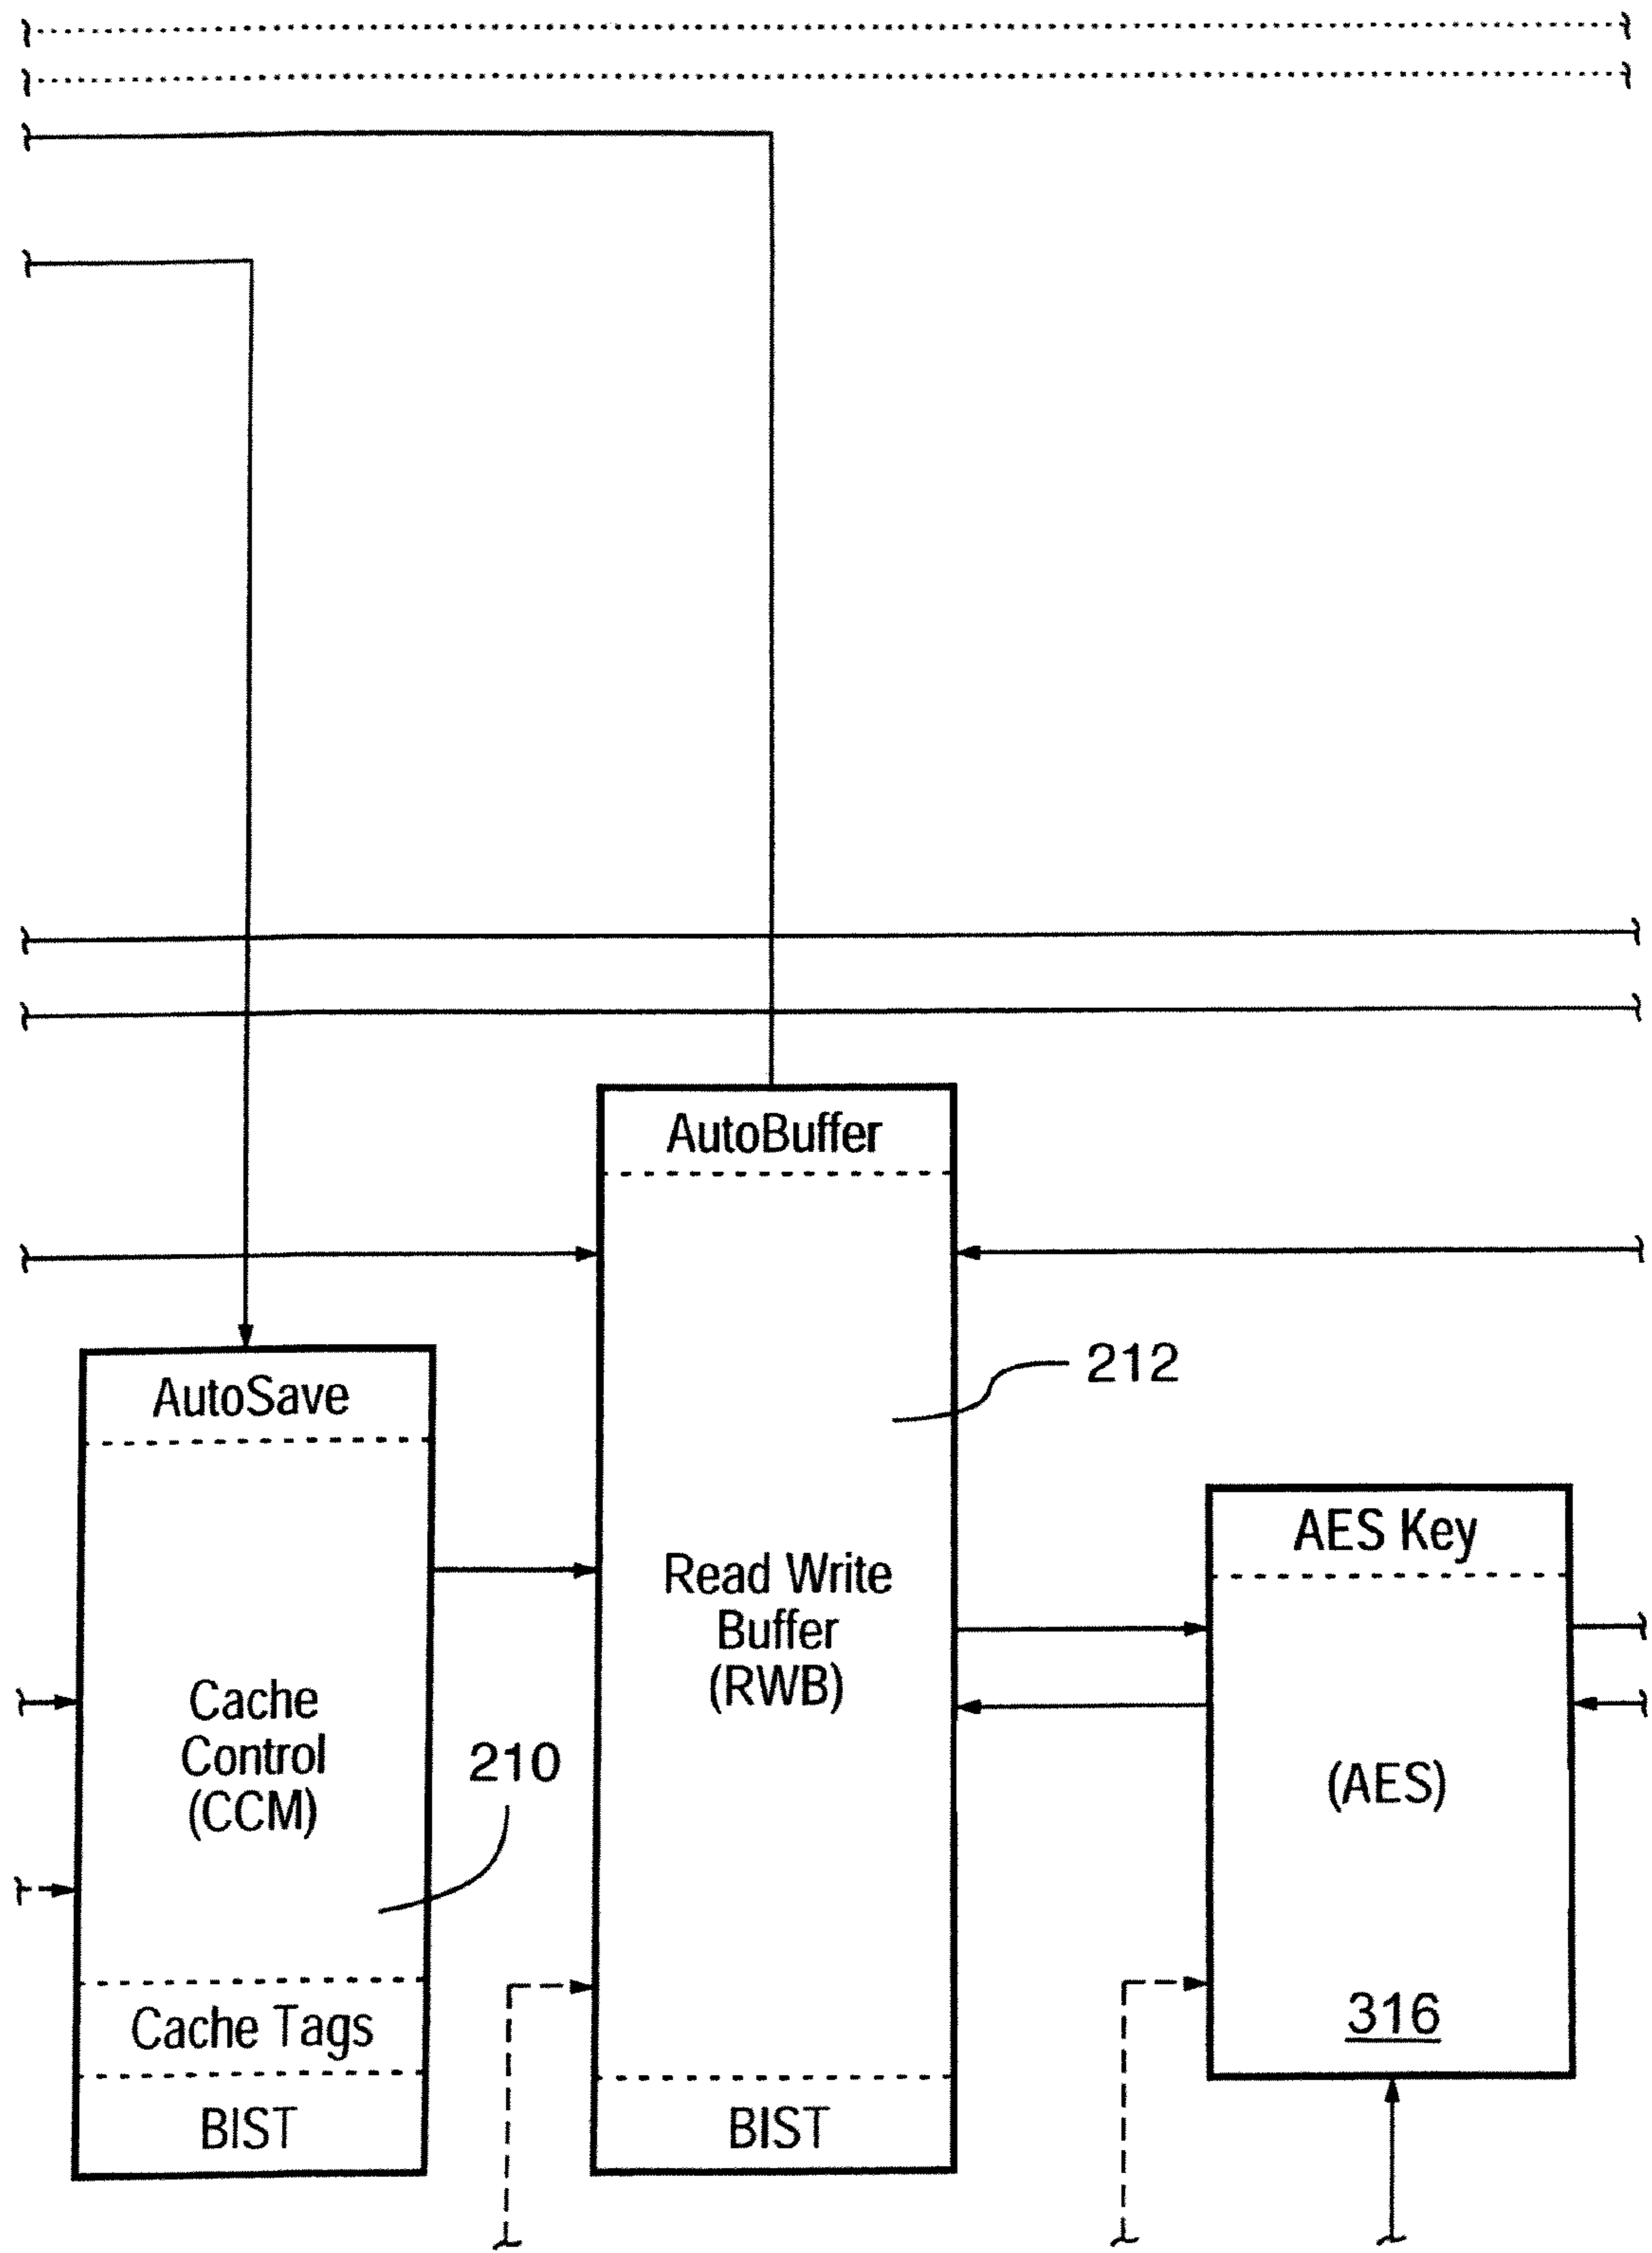 AutoBuffer
212
AutoSave
Read Write
Buffer
(RWB)
AES Key
Cache
Control
(CCM)
210
(AES)
316
Cache Tags
BIST
BIST